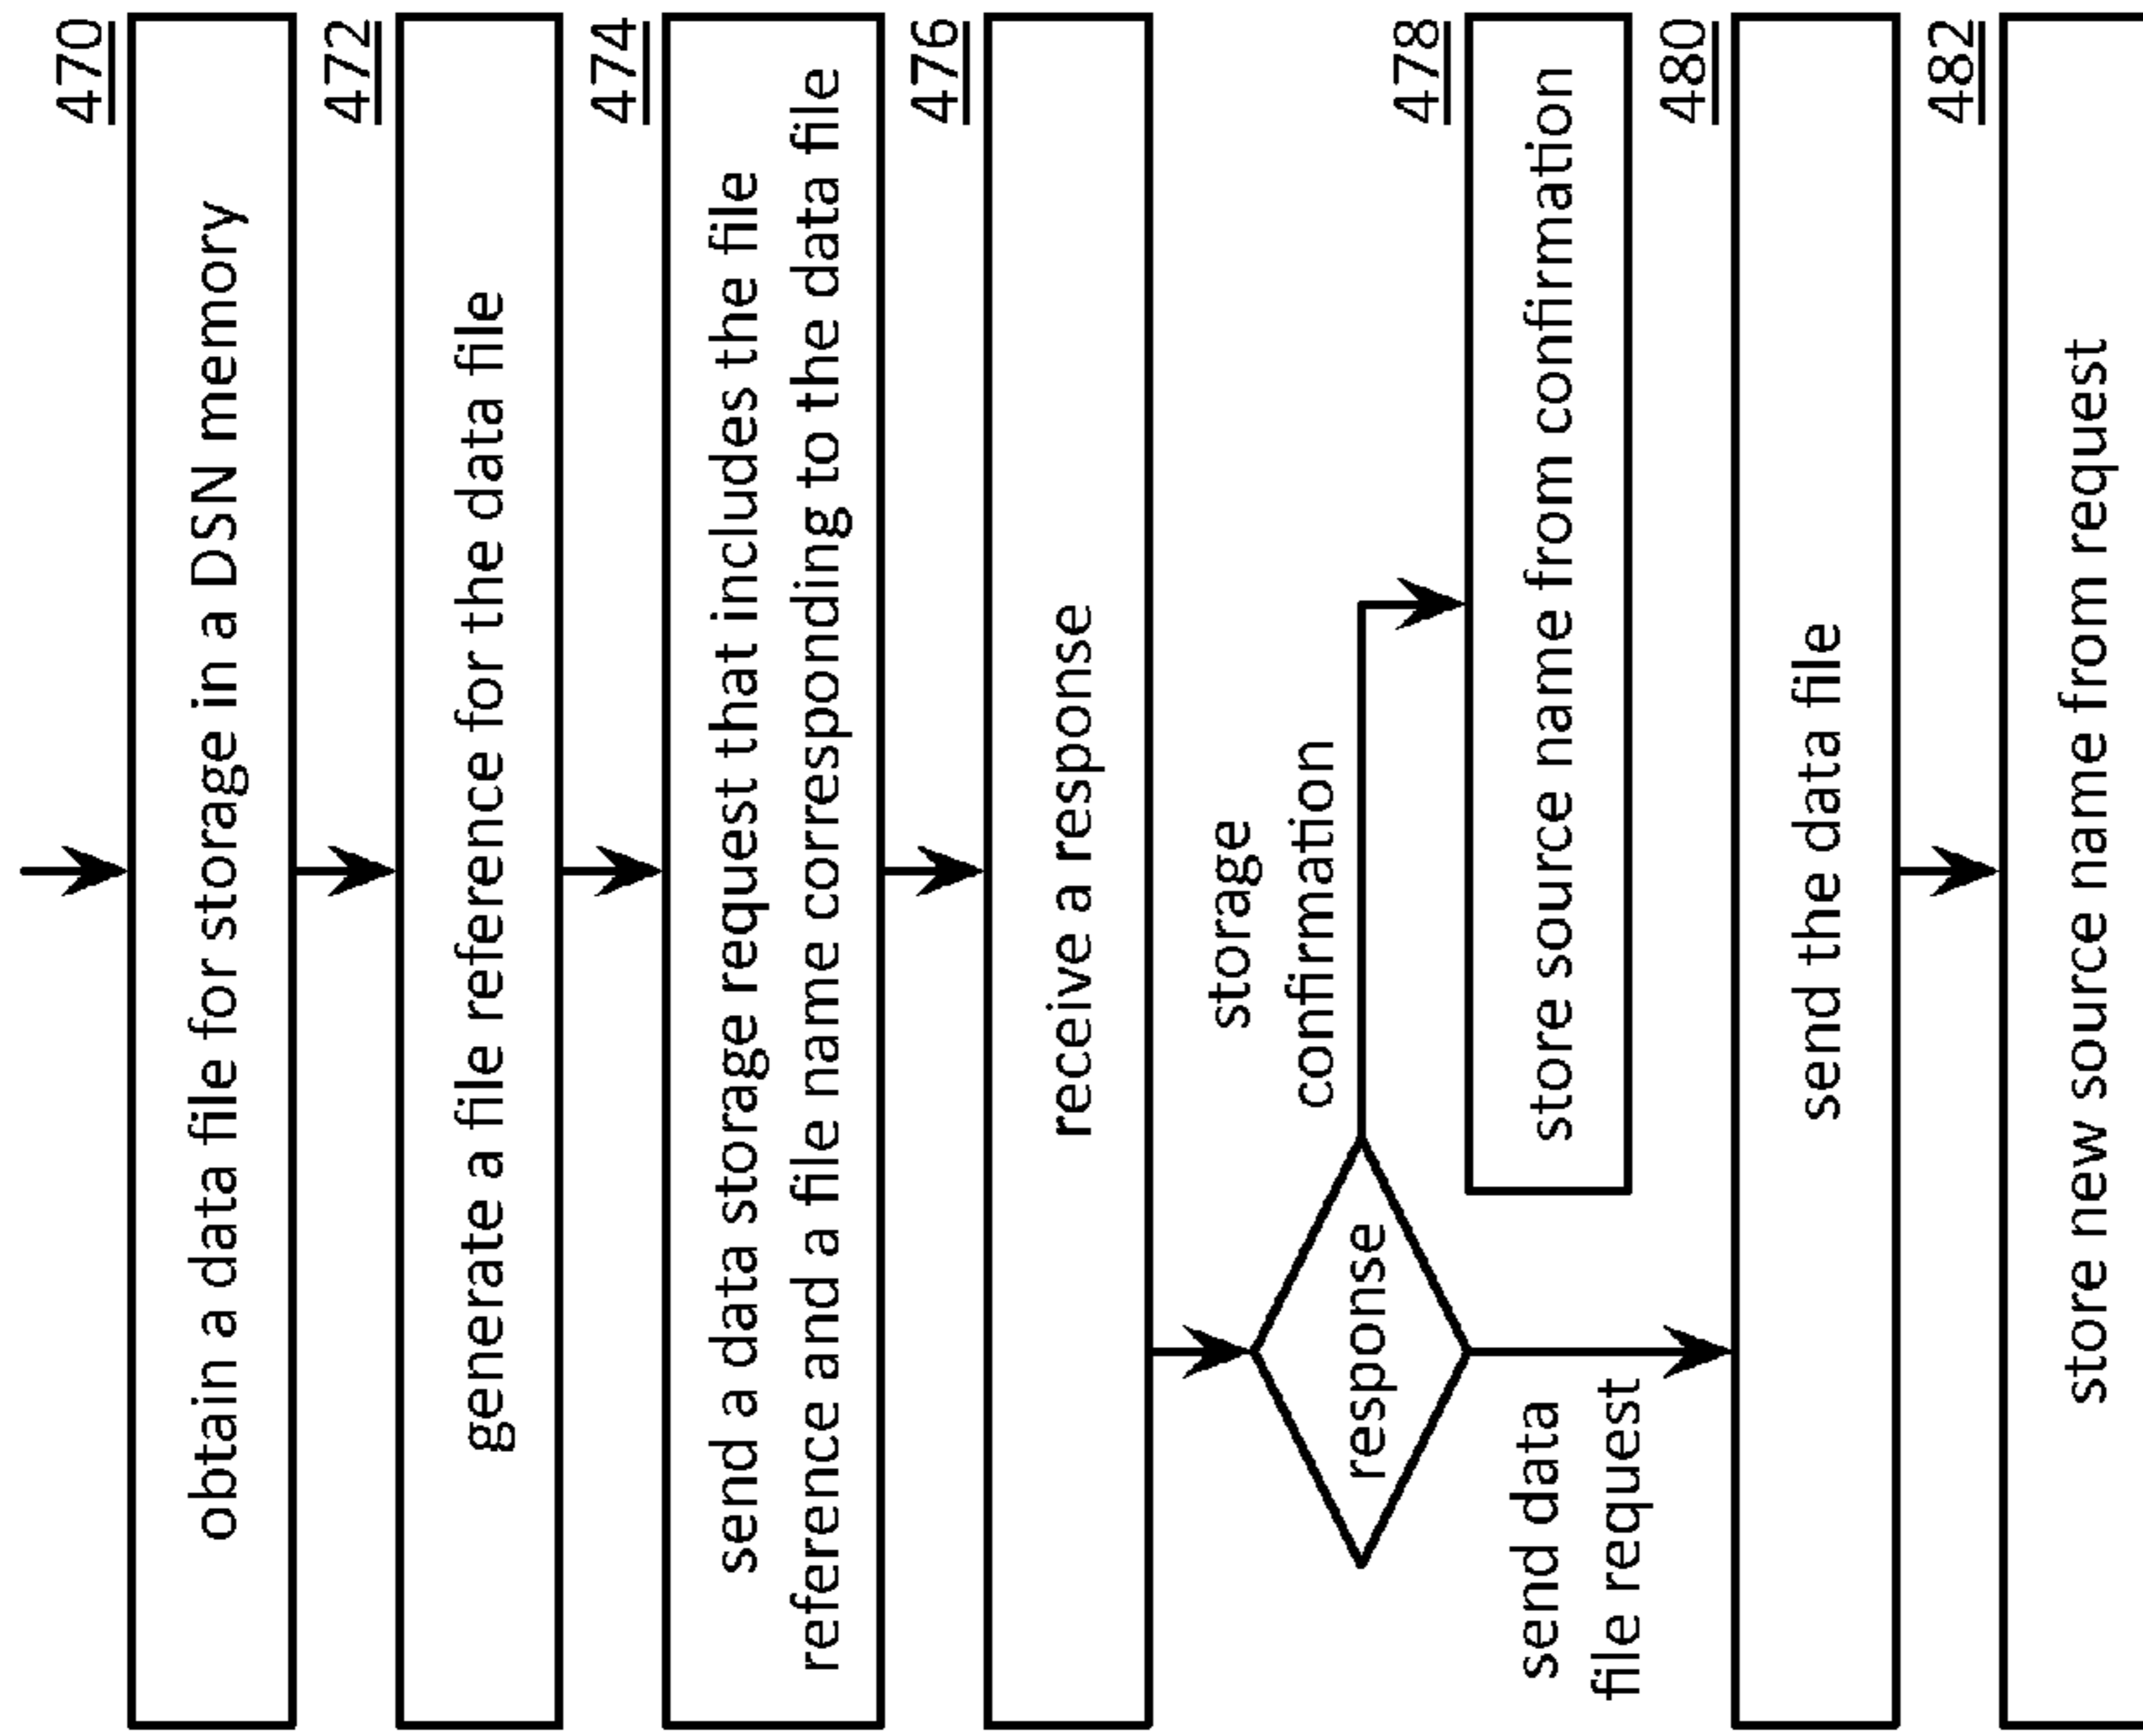 470
obtain a data file for storage in a DSN memory
472
generate a file reference for the data file
474
send a data storage request that includes the file
reference and a file name corresponding to the data file
476
receive a response
storage
confirmation
response
478
store source name from confirmation
send data
file request
480
send the data file
482
store new source name from request